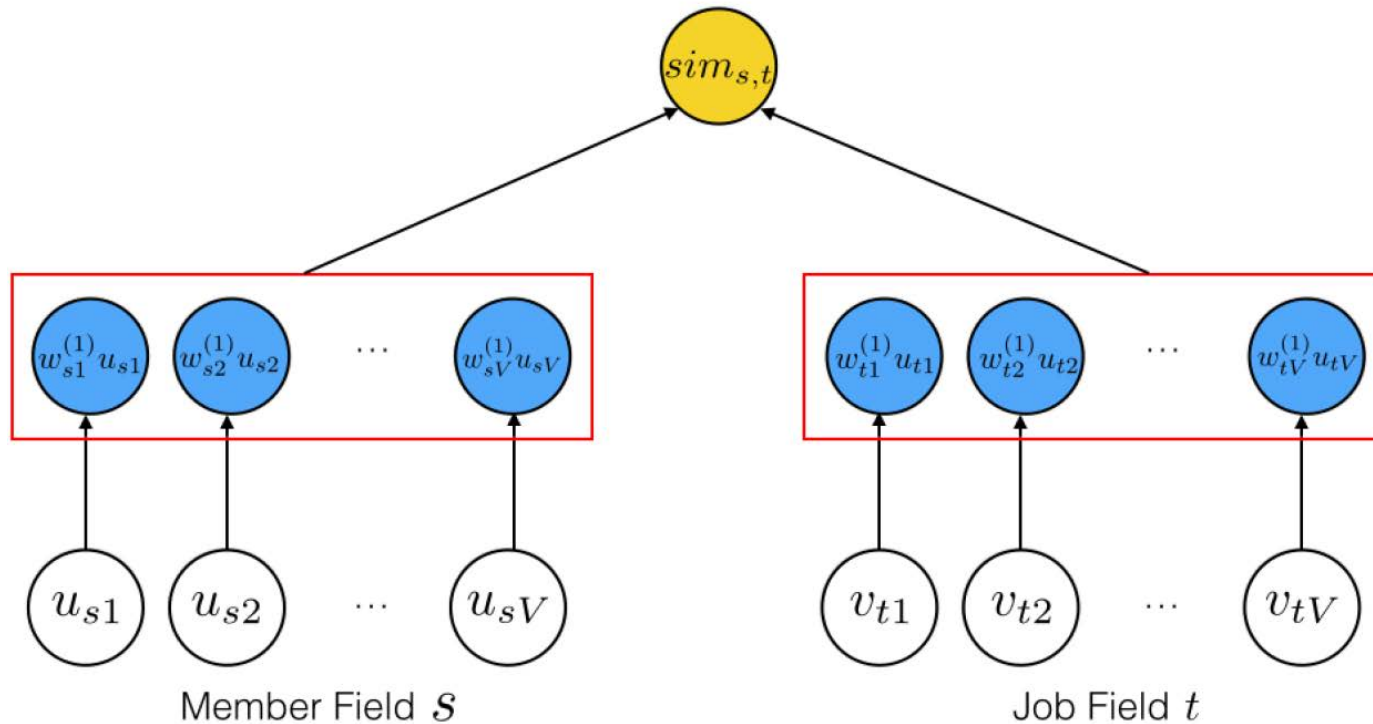 sim_{s,t}
w_{s1}^{(1)} u_{s1} w_{s2}^{(1)} u_{s2} ... w_{sV}^{(1)} u_{sV} w_{t1}^{(1)} u_{t1} w_{t2}^{(1)} u_{t2} ... w_{tV}^{(1)} u_{tV}
u_{s1} u_{s2} ... u_{sV} v_{t1} v_{t2} ... v_{tV}
Member Field s Job Field t